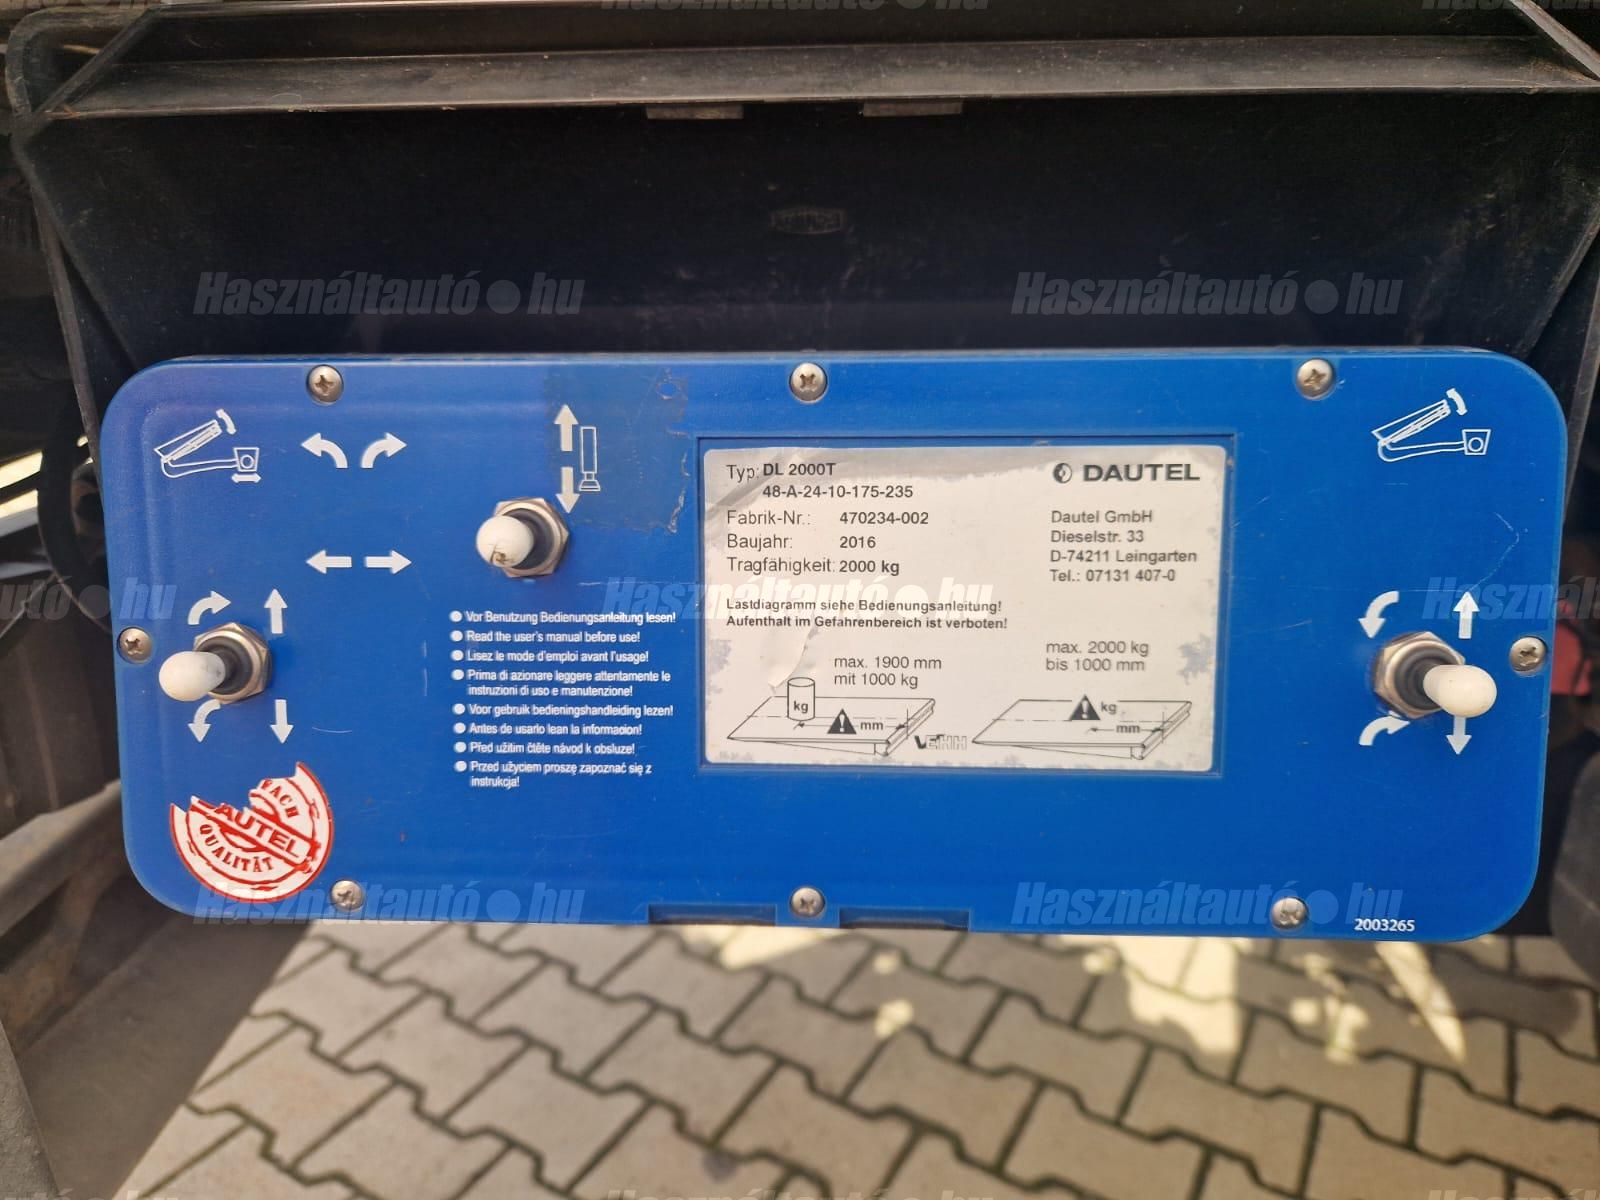 Használtautó.hu
Használtautó.hu
Typ: DL 2000T
48-A-24-10-175-235
Fabrik-Nr.: 470234-002
Baujahr: 2016
Tragfähigkeit: 2000 kg
DAUTEL
Dautel GmbH
Dieselstr. 33
D-74211 Leingarten
Tel.: 07131 407-0
Lastdiagramm siehe Bedienungsanleitung!
Aufenthalt im Gefahrenbereich ist verboten!
max. 1900 mm
mit 1000 kg
kg
mm
max. 2000 kg
bis 1000 mm
kg
mm
Vor Benutzung Bedienungsanleitung lesen!
Read the user's manual before use!
Lisez le mode d'emploi avant l'usage!
Prima di azionare leggere attentamente le
instruzioni di uso e manutenzione!
Voor gebruik bedieningshandleiding lezen!
Antes de usarlo lean la informacion!
Před užitím čtěte návod k obsluze!
Przed użyciem proszę zapoznać się z
instrukcja!
AUTEL
QUALITÄT
Használtautó.hu
Használtautó.hu
2003265